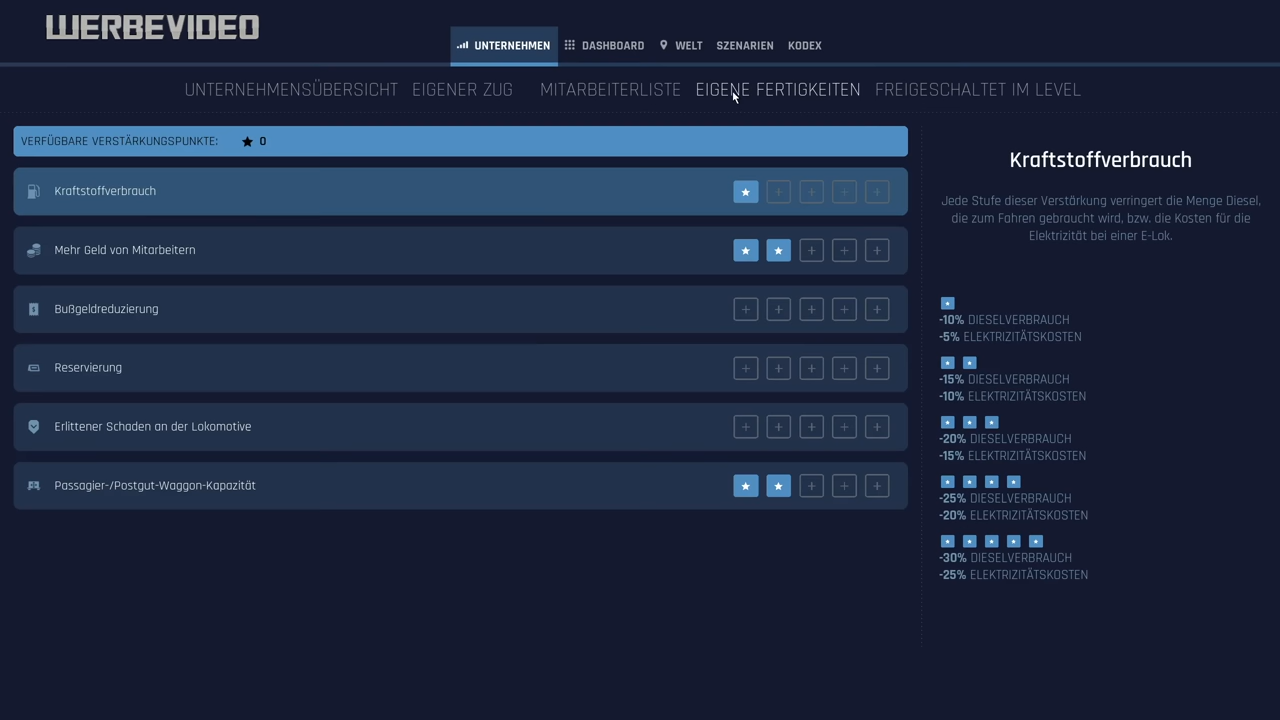 WERBEVIDEO
UNTERNEHMEN DASHBOARD WELT SZENARIEN KODEX
UNTERNEHMENSÜBERSICHT EIGENER ZUG MITARBEITERLISTE EIGENE FERTIGKEITEN FREIGESCHALTET IM LEVEL
VERFÜGBARE VERSTÄRKUNGSPUNKTE: ★ 0
Kraftstoffverbrauch
Mehr Geld von Mitarbeitern
Bußgeldreduzierung
Reservierung
Erlittener Schaden an der Lokomotive
Passagier-/Postgut-Waggon-Kapazität
Kraftstoffverbrauch
Jede Stufe dieser Verstärkung verringert die Menge Diesel,
die zum Fahren gebraucht wird, bzw. die Kosten für die
Elektrizität bei einer E-Lok.
-10% DIESELVERBRAUCH
-5% ELEKTRIZITÄTSKOSTEN
-15% DIESELVERBRAUCH
-10% ELEKTRIZITÄTSKOSTEN
-20% DIESELVERBRAUCH
-15% ELEKTRIZITÄTSKOSTEN
-25% DIESELVERBRAUCH
-20% ELEKTRIZITÄTSKOSTEN
-30% DIESELVERBRAUCH
-25% ELEKTRIZITÄTSKOSTEN